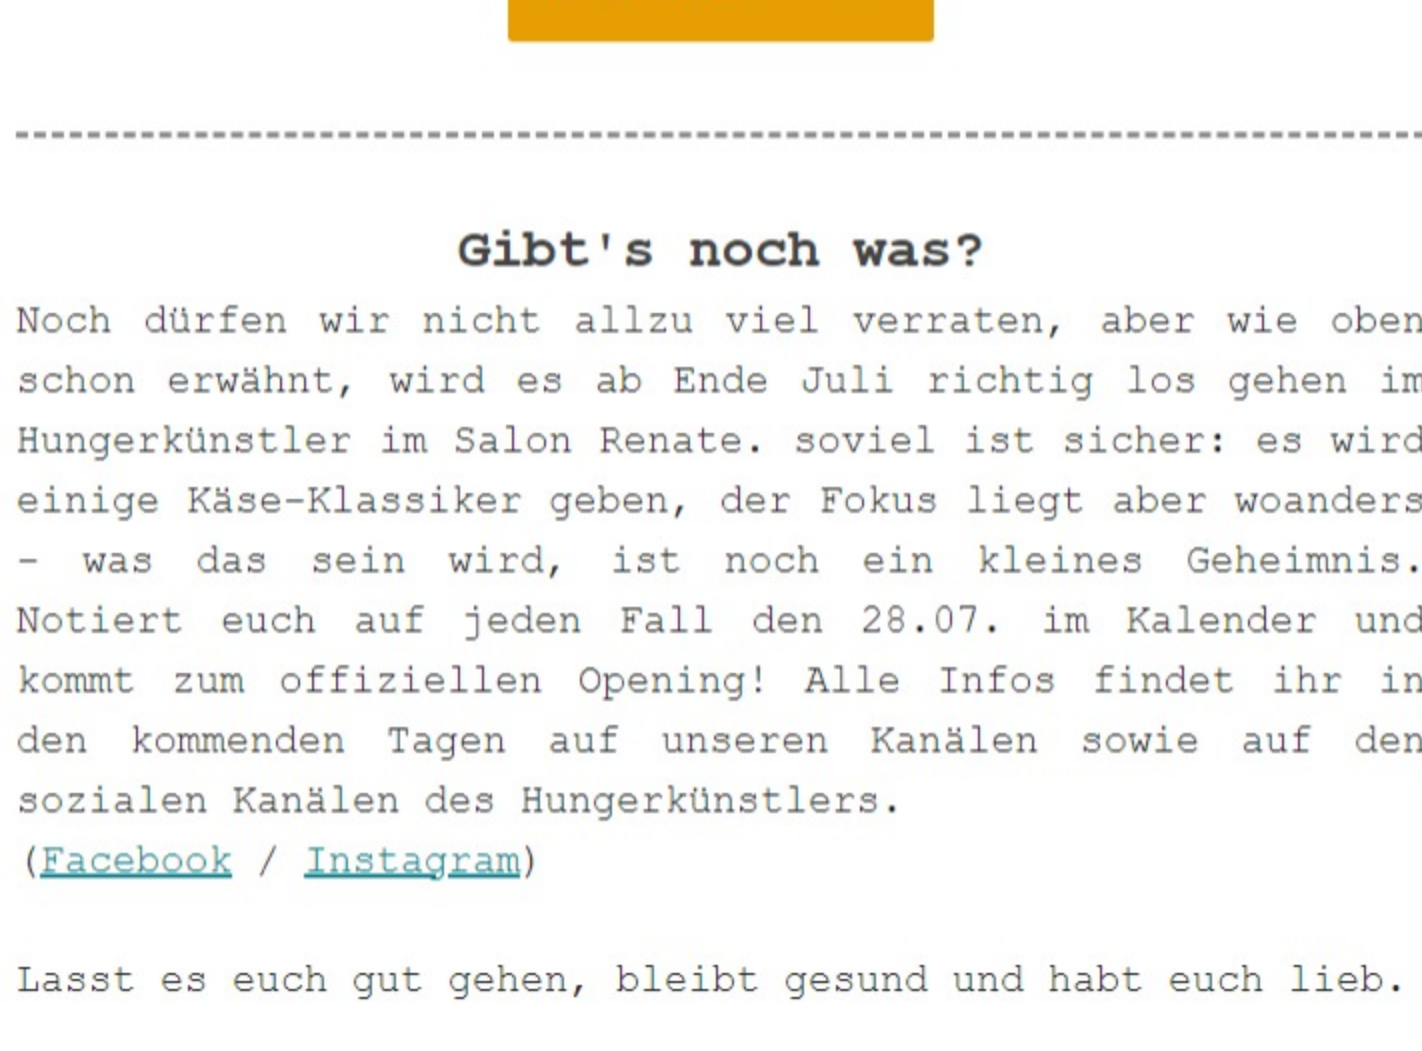 Gibt's noch was?
Noch dürfen wir nicht allzu viel verraten, aber wie oben
schon erwähnt, wird es ab Ende Juli richtig los gehen im
Hungerkünstler im Salon Renate. soviel ist sicher: es wird
einige Käse-Klassiker geben, der Fokus liegt aber woanders
- was das sein wird, ist noch ein kleines Geheimnis.
Notiert euch auf jeden Fall den 28.07. im Kalender und
kommt zum offiziellen Opening! Alle Infos findet ihr in
den kommenden Tagen auf unseren Kanälen sowie auf den
sozialen Kanälen des Hungerkünstlers.
(Facebook / Instagram)
Lasst es euch gut gehen, bleibt gesund und habt euch lieb.